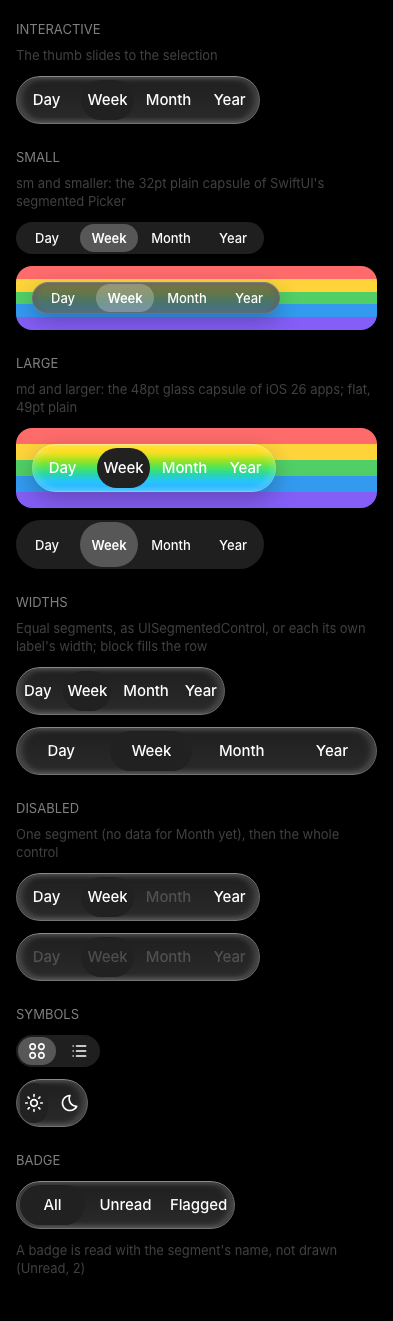 INTERACTIVE
The thumb slides to the selection
Day Week Month Year
SMALL
sm and smaller: the 32pt plain capsule of SwiftUI's
segmented Picker
Day Week Month Year
Day Week Month Year
LARGE
md and larger: the 48pt glass capsule of iOS 26 apps; flat,
49pt plain
Day Week Month Year
Day Week Month Year
WIDTHS
Equal segments, as UISegmentedControl, or each its own
label's width; block fills the row
Day Week Month Year
Day Week Month Year
DISABLED
One segment (no data for Month yet), then the whole
control
Day Week Month Year
Day Week Month Year
SYMBOLS
BADGE
All Unread Flagged
A badge is read with the segment's name, not drawn
(Unread, 2)